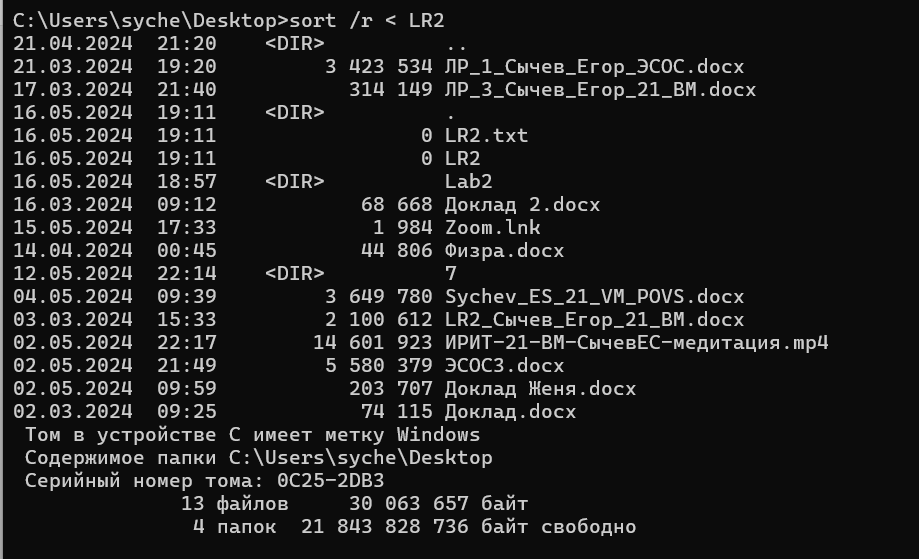 C:\Users\syche\Desktop>sort /r < LR2
21.04.2024  21:20    <DIR>          ..
21.03.2024  19:20         3 423 534 ЛР_1_Сычев_Егор_ЭСОС.docx
17.03.2024  21:40           314 149 ЛР_3_Сычев_Егор_21_ВМ.docx
16.05.2024  19:11    <DIR>          .
16.05.2024  19:11                 0 LR2.txt
16.05.2024  19:11                 0 LR2
16.05.2024  18:57    <DIR>          Lab2
16.03.2024  09:12            68 668 Доклад 2.docx
15.05.2024  17:33             1 984 Zoom.lnk
14.04.2024  00:45            44 806 Физра.docx
12.05.2024  22:14    <DIR>          7
04.05.2024  09:39         3 649 780 Sychev_ES_21_VM_POVS.docx
03.03.2024  15:33         2 100 612 LR2_Сычев_Егор_21_ВМ.docx
02.05.2024  22:17        14 601 923 ИРИТ-21-ВМ-СычевЕС-медитация.mp4
02.05.2024  21:49         5 580 379 ЭСОС3.docx
02.05.2024  09:59           203 707 Доклад Женя.docx
02.03.2024  09:25            74 115 Доклад.docx
 Том в устройстве C имеет метку Windows
 Содержимое папки C:\Users\syche\Desktop
 Серийный номер тома: 0C25-2DB3
              13 файлов     30 063 657 байт
               4 папок  21 843 828 736 байт свободно